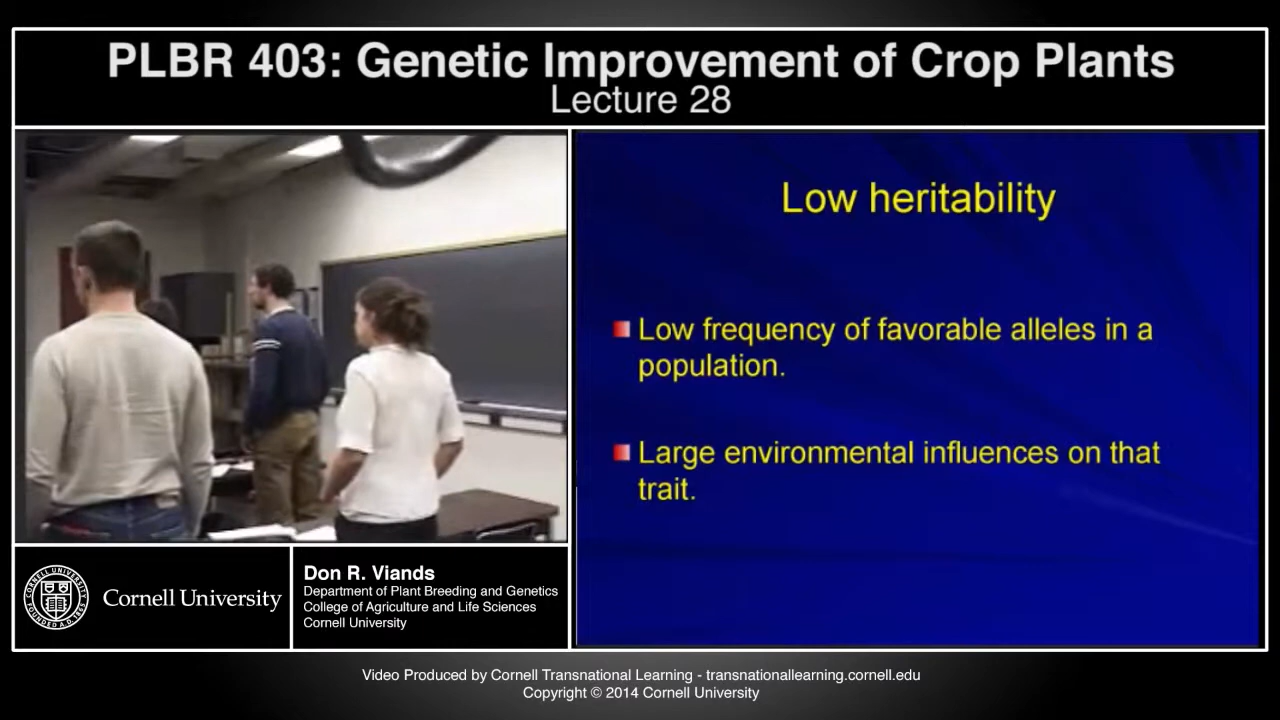 PLBR 403: Genetic Improvement of Crop Plants
Lecture 28
Low heritability
Low frequency of favorable alleles in a
population.
Large environmental influences on that
trait.
Cornell University
Don R. Viands
Department of Plant Breeding and Genetics
College of Agriculture and Life Sciences
Cornell University
Video Produced by Cornell Transnational Learning - transnationallearning.cornell.edu
Copyright © 2014 Cornell University